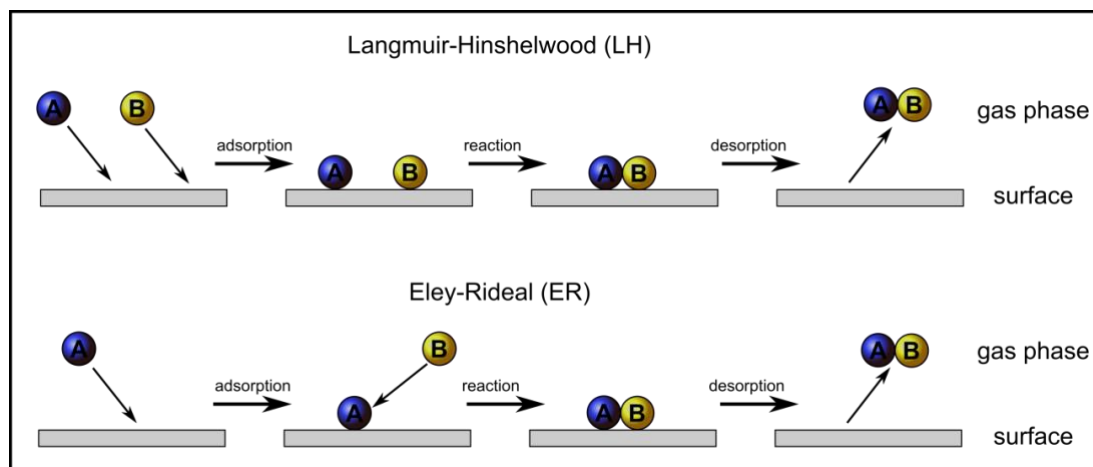 Langmuir-Hinshelwood (LH)
A B A B gas phase
adsorption reaction desorption
A B A B
surface
Eley-Rideal (ER)
A B A B gas phase
adsorption reaction desorption
A A B
surface